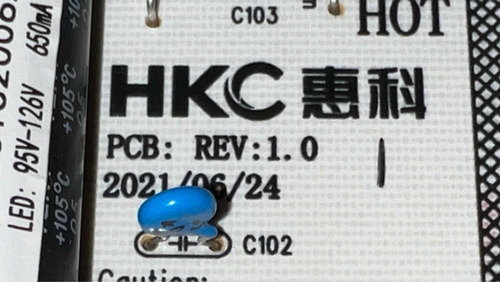 C103
HOT
HKC 惠科
PCB: REV:1.0
2021/06/24
C102
Caution:
LED: 95V-126V 650mA
+105°C
+105°C